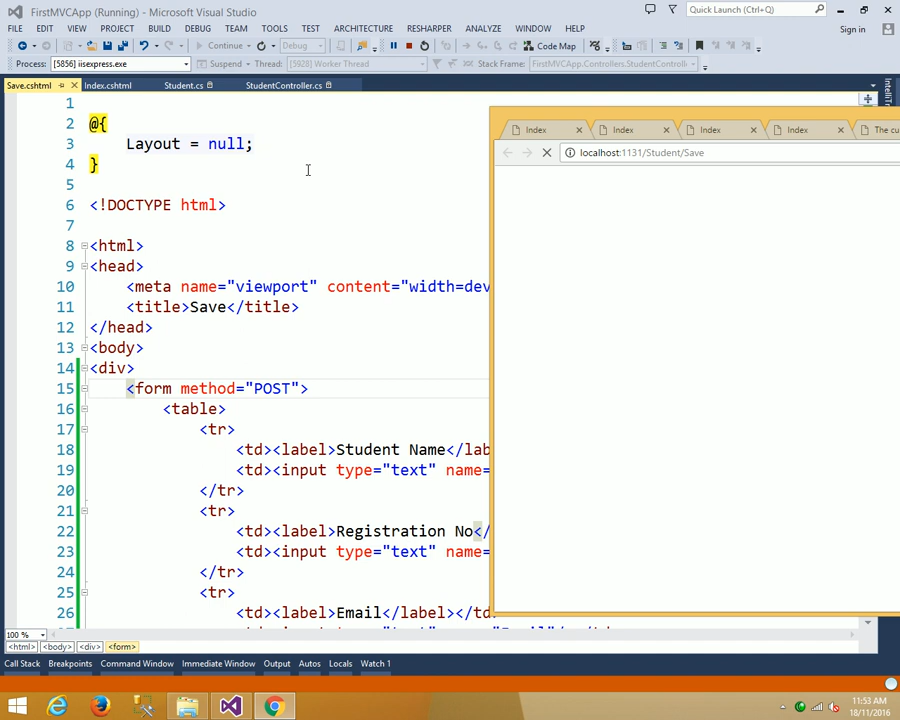 FirstMVCApp (Running) - Microsoft Visual Studio
Quick Launch (Ctrl+Q)
FILE EDIT VIEW PROJECT BUILD DEBUG TEAM TOOLS TEST ARCHITECTURE RESHARPER ANALYZE WINDOW HELP
Sign in
Continue Debug Code Map
Process: [5856] iisexpress.exe Suspend Thread: [5928] Worker Thread Stack Frame: FirstMVCApp.Controllers.StudentControll
Save.cshtml Index.cshtml Student.cs StudentController.cs
IntelliTr
1
2 @{
3 Layout = null;
4 }
5
6 <!DOCTYPE html>
7
8 <html>
9 <head>
10 <meta name="viewport" content="width=dev
11 <title>Save</title>
12 </head>
13 <body>
14 <div>
15 <form method="POST">
16 <table>
17 <tr>
18 <td><label>Student Name</lab
19 <td><input type="text" name=
20 </tr>
21 <tr>
22 <td><label>Registration No</
23 <td><input type="text" name=
24 </tr>
25 <tr>
26 <td><label>Email</label></td
Index Index Index Index The cu
localhost:1131/Student/Save
100 %
<html> <body> <div> <form>
Call Stack Breakpoints Command Window Immediate Window Output Autos Locals Watch 1
11:53 AM
18/11/2016